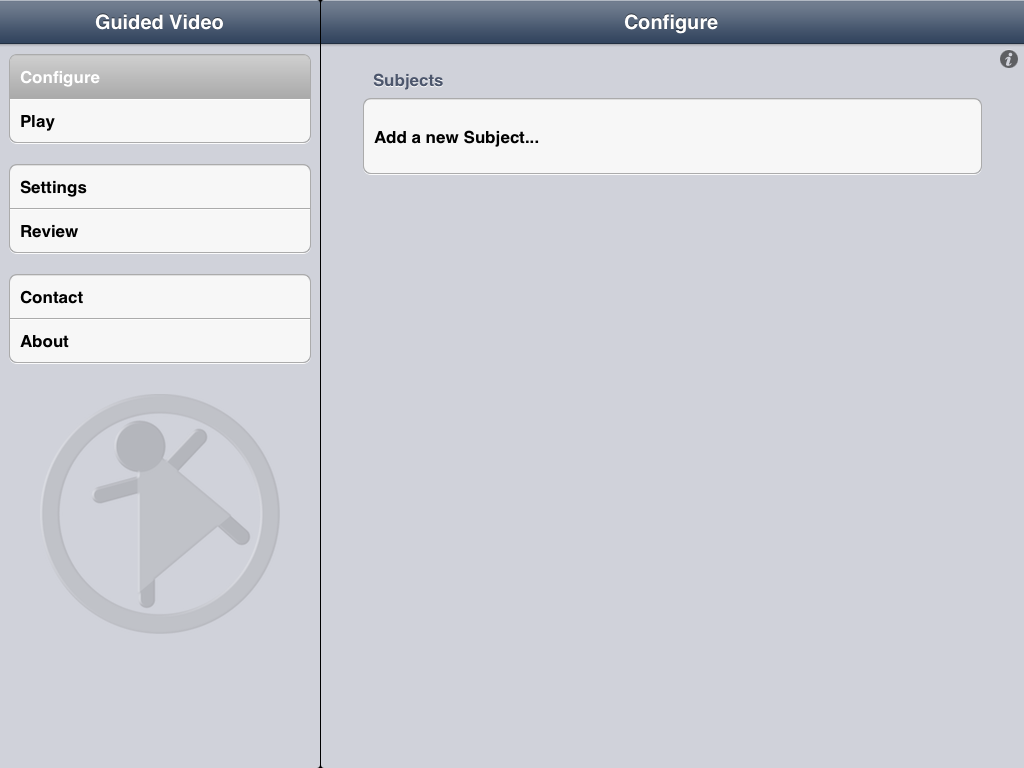 Guided Video
Configure
Configure
Play
Settings
Review
Contact
About
Subjects
Add a new Subject...
i